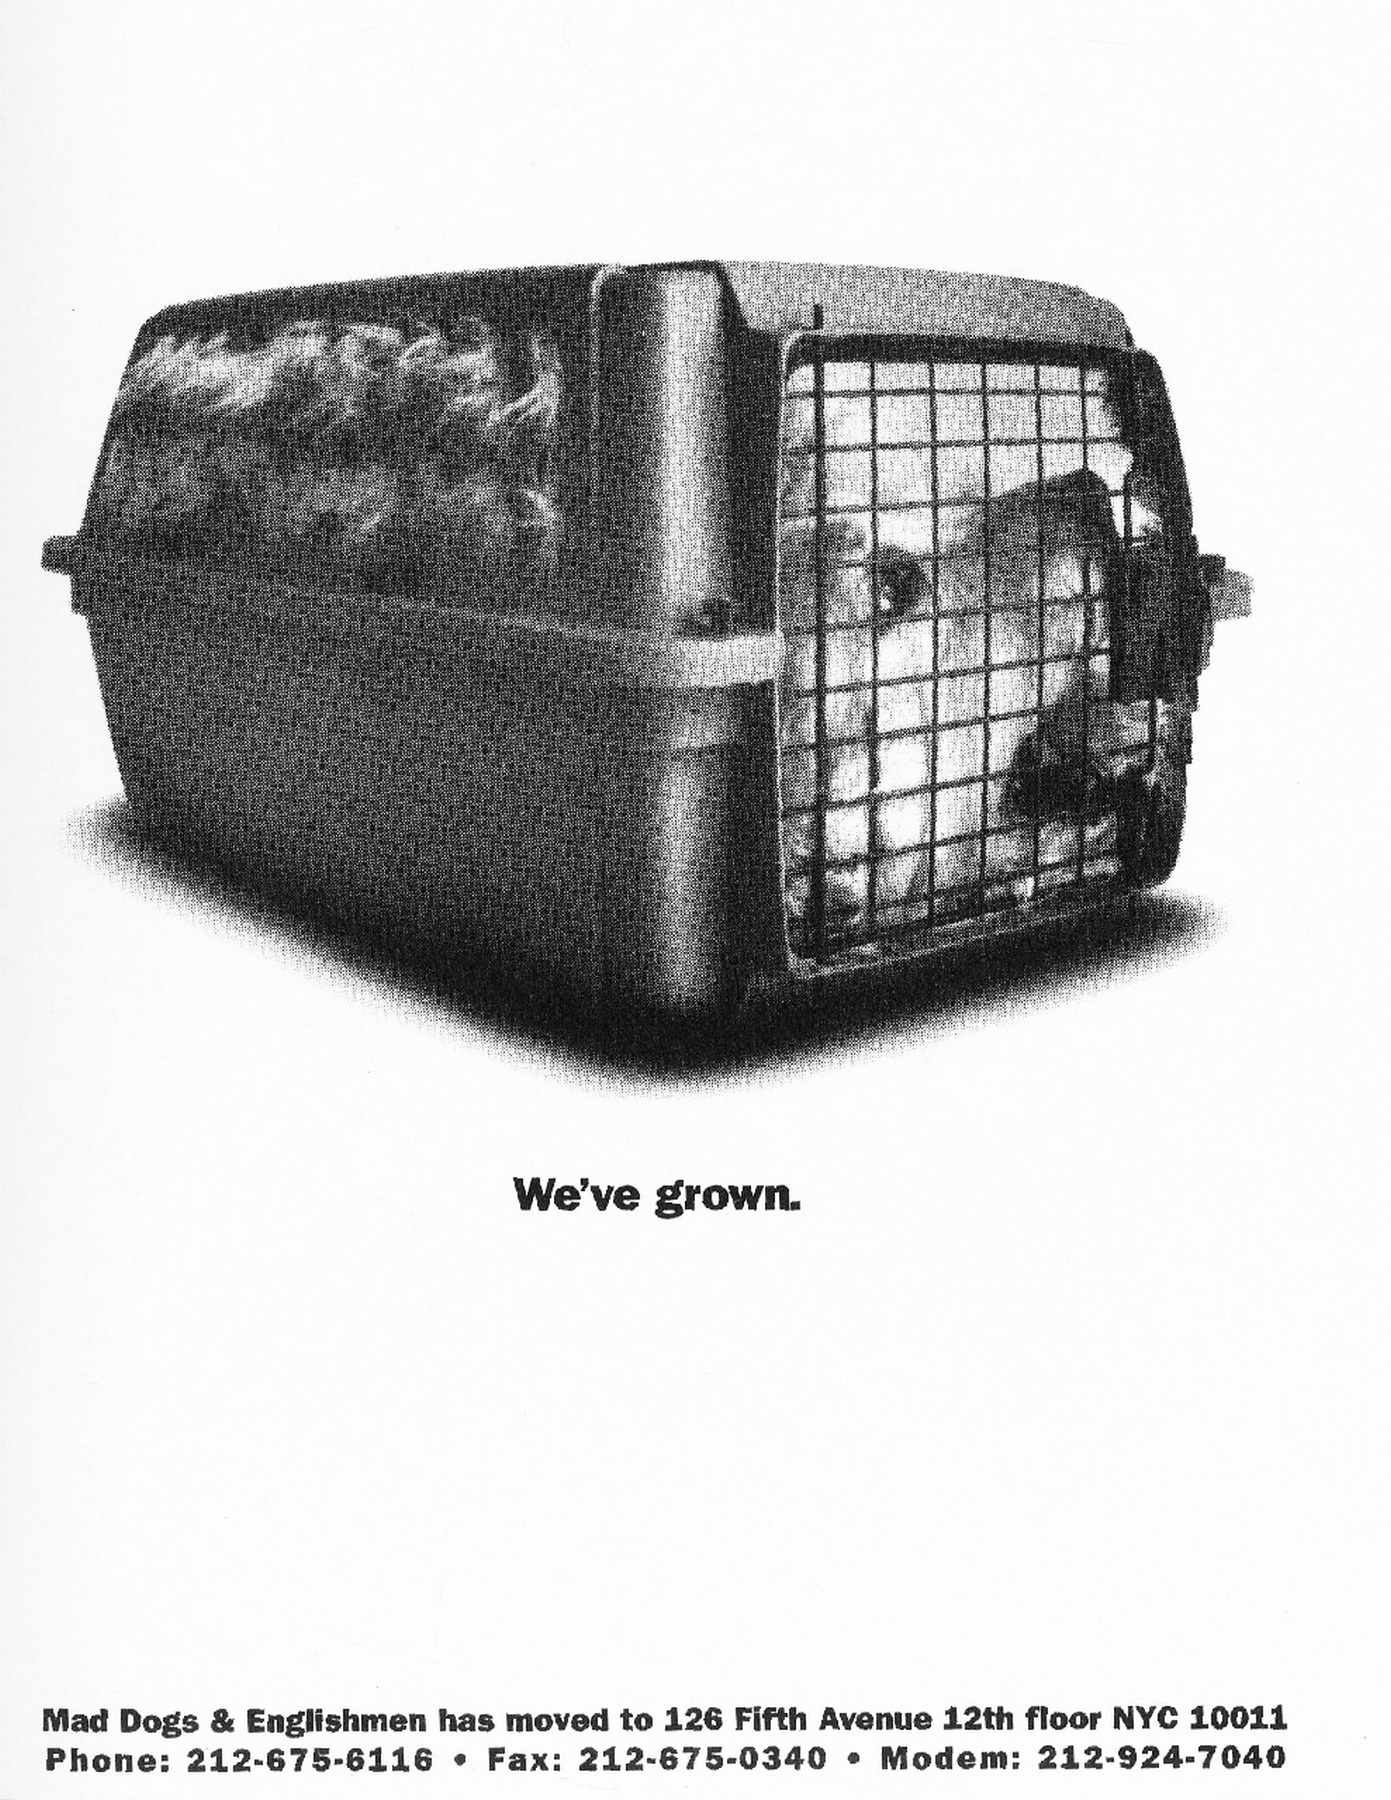 We've grown.
Mad Dogs & Englishmen has moved to 126 Fifth Avenue 12th floor NYC 10011
Phone: 212-675-6116 • Fax: 212-675-0340 • Modem: 212-924-7040